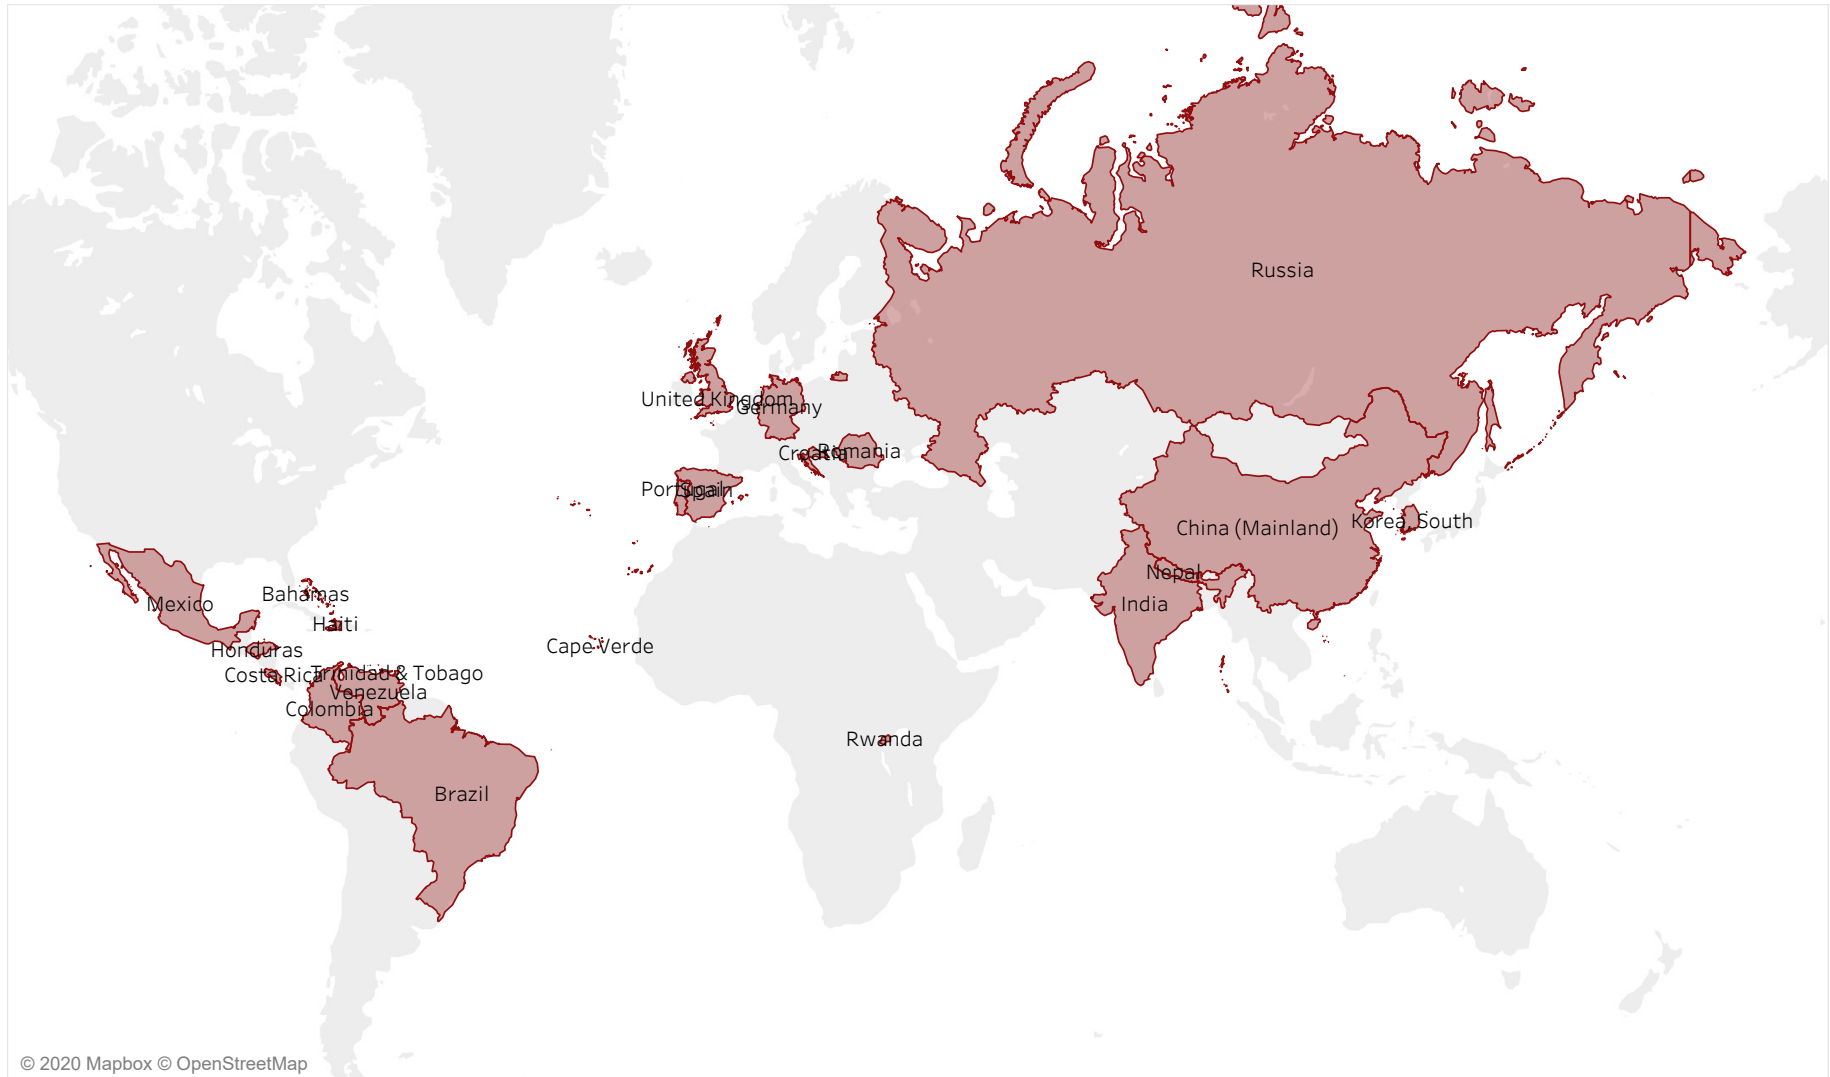 Russia
United Kingdom
Germany
Croatia
Romania
Portugal
Spain
China (Mainland)
Korea, South
Nepal
India
Mexico
Bahamas
Haiti
Honduras
Costa Rica
Trinidad & Tobago
Venezuela
Colombia
Cape Verde
Rwanda
Brazil
© 2020 Mapbox © OpenStreetMap